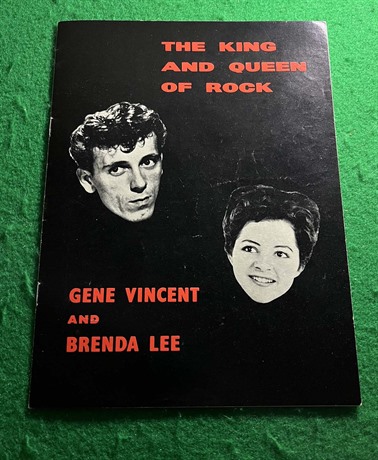 THE KING
AND QUEEN
OF ROCK
GENE VINCENT
AND
BRENDA LEE